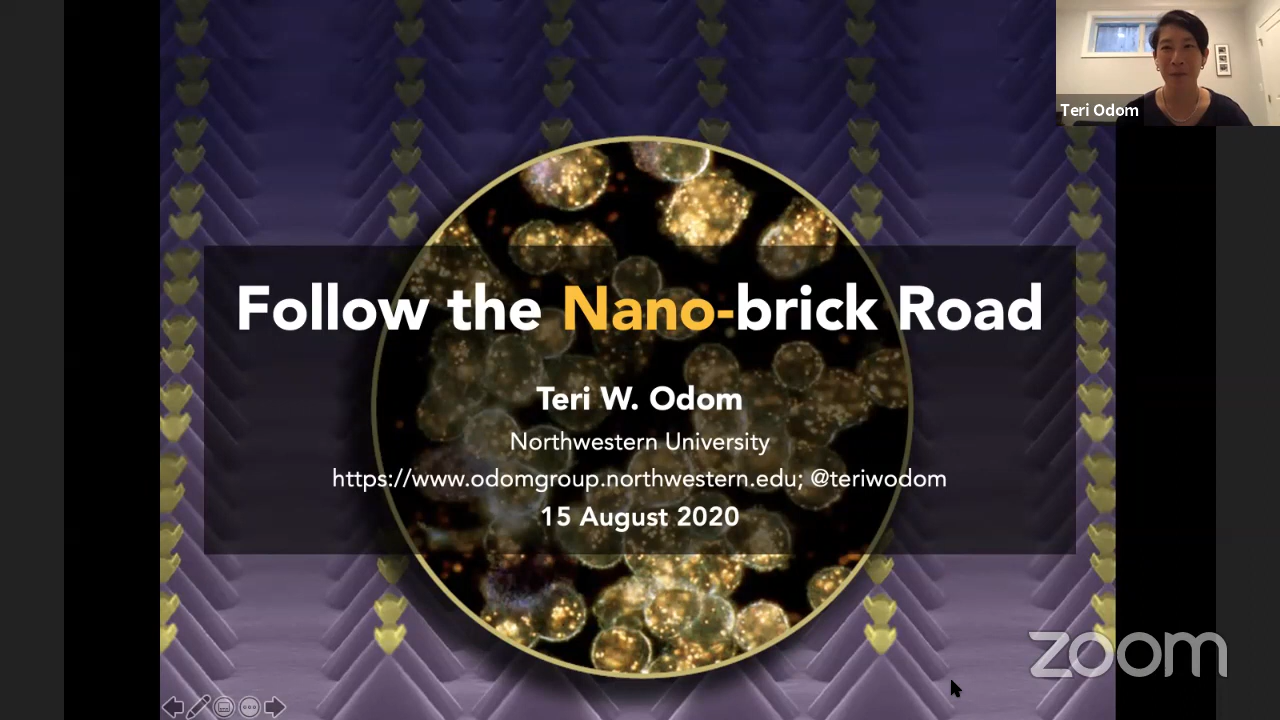 Teri Odom
Follow the Nano-brick Road
Teri W. Odom
Northwestern University
https://www.odomgroup.northwestern.edu; @teriwodom
15 August 2020
zoom